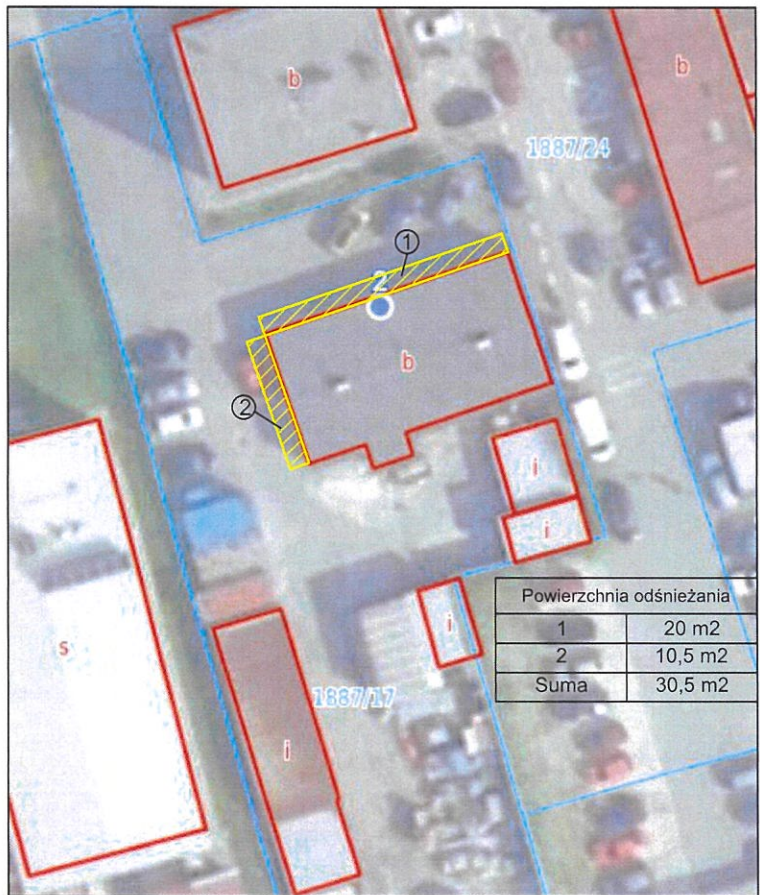 b
b
1887/24
1
2
b
2
i
i
Powierzchnia odśnieżania
1 20 m2
2 10,5 m2
Suma 30,5 m2
i
s
1887/17
i